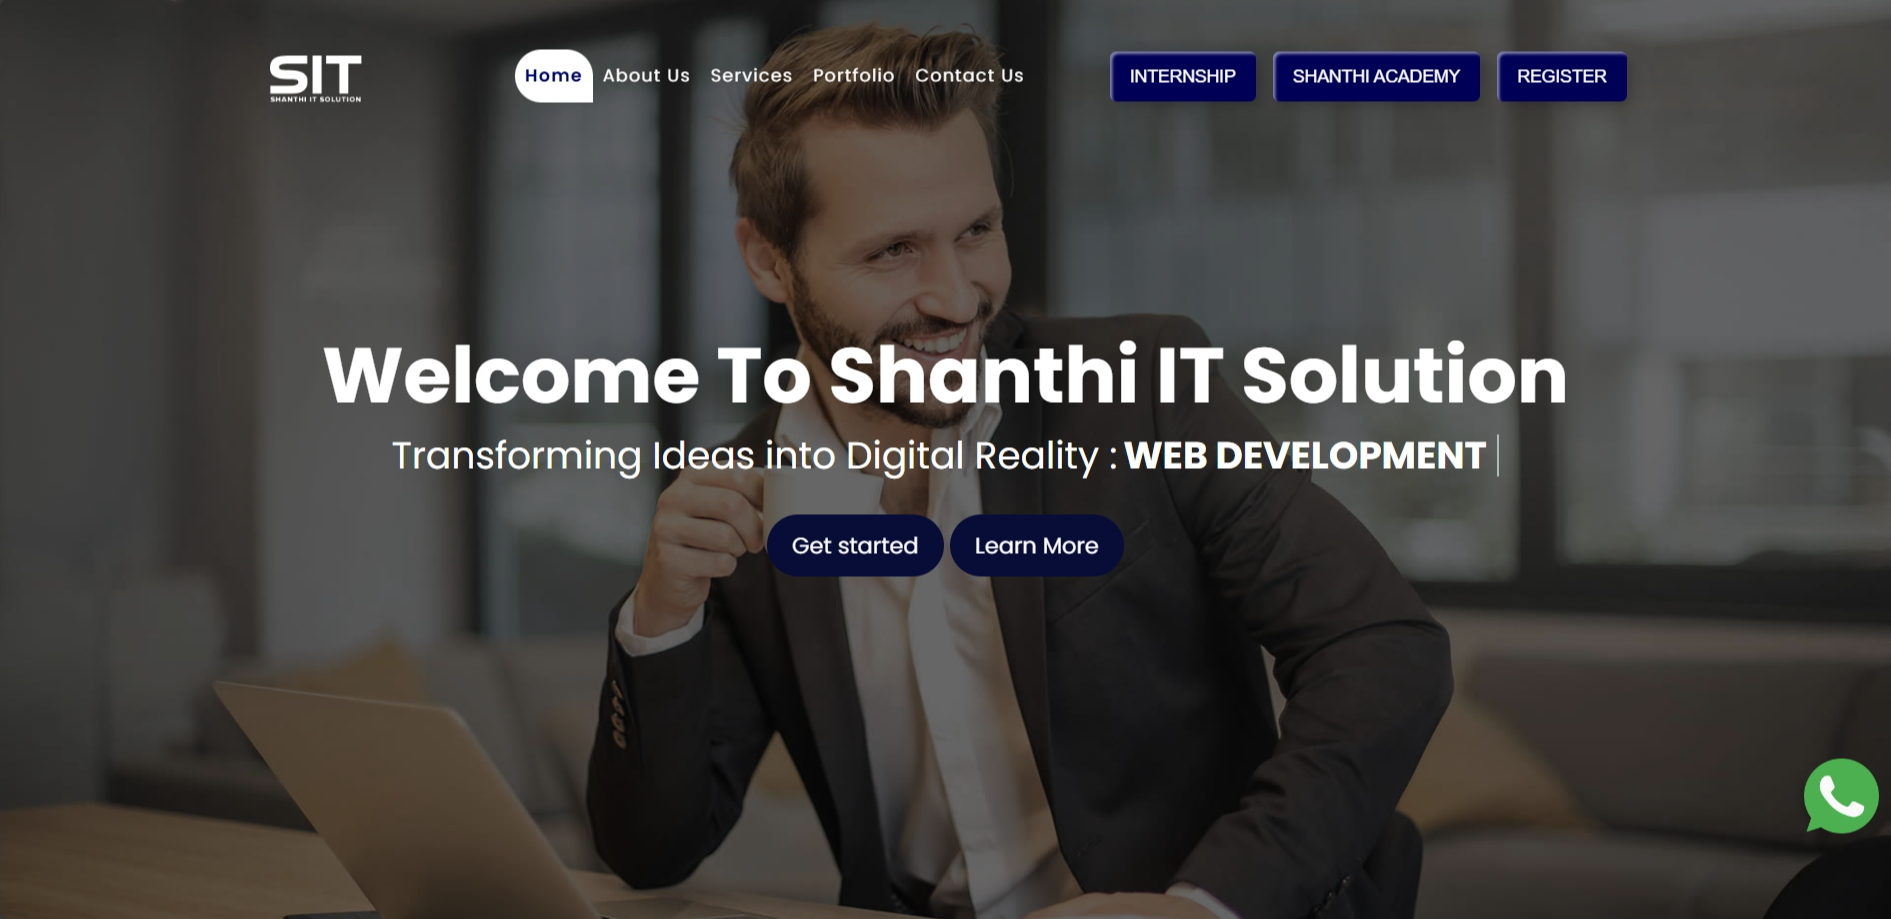 SIT
SHANTHI IT SOLUTION
Home About Us Services Portfolio Contact Us
INTERNSHIP SHANTHI ACADEMY REGISTER
Welcome To Shanthi IT Solution
Transforming Ideas into Digital Reality : WEB DEVELOPMENT
Get started Learn More